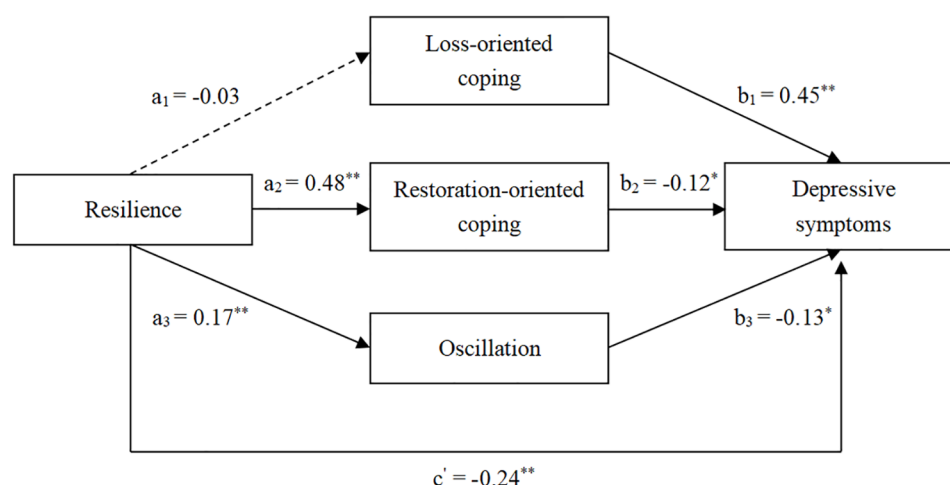 Loss-oriented
coping
a₁ = -0.03
b₁ = 0.45**
Resilience
a₂ = 0.48**
Restoration-oriented
coping
b₂ = -0.12*
Depressive
symptoms
a₃ = 0.17**
Oscillation
b₃ = -0.13*
c' = -0.24**